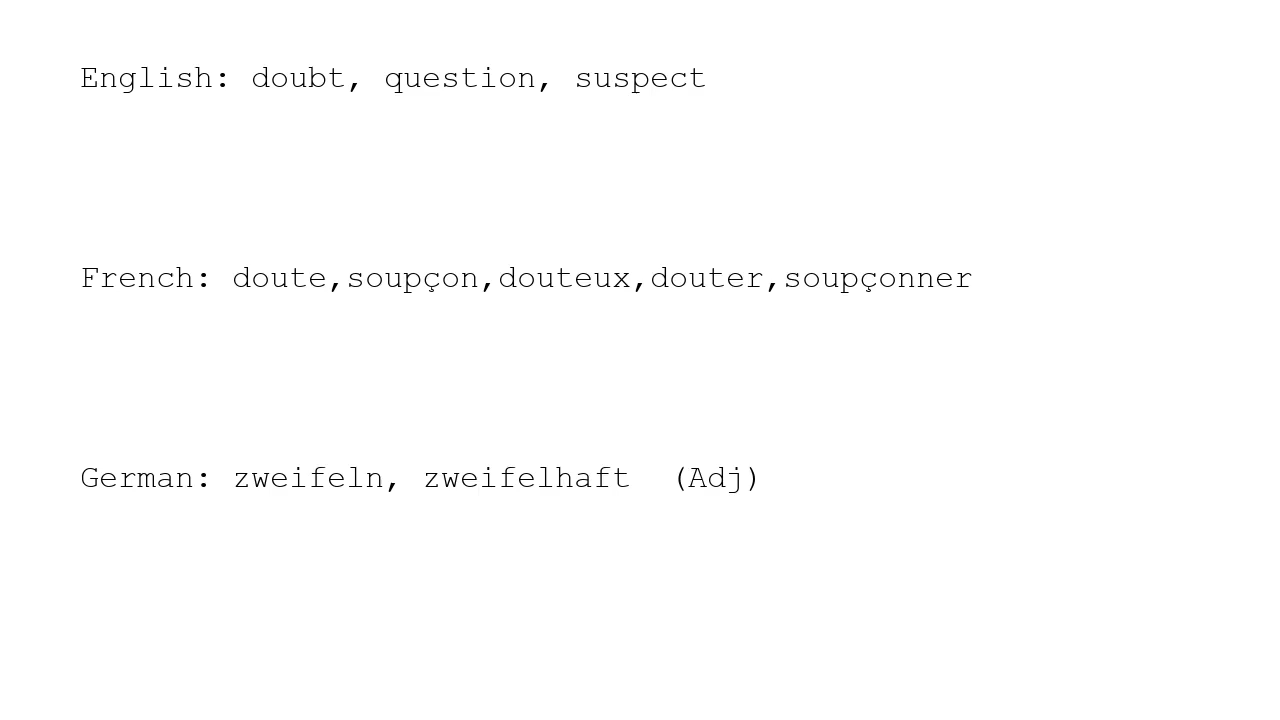 English: doubt, question, suspect
French: doute,soupçon,douteux,douter,soupçonner
German: zweifeln, zweifelhaft  (Adj)